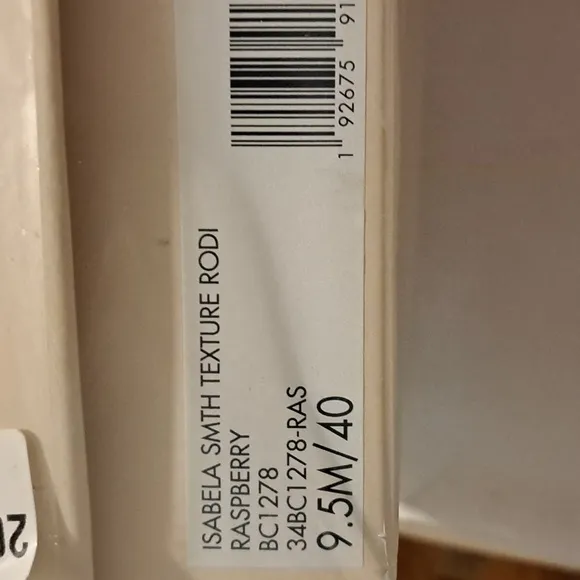 ISABELA SMTH TEXTURE RODI
RASPBERRY
BC1278
34BC1278-RAS
9.5M/40
1 92675 91